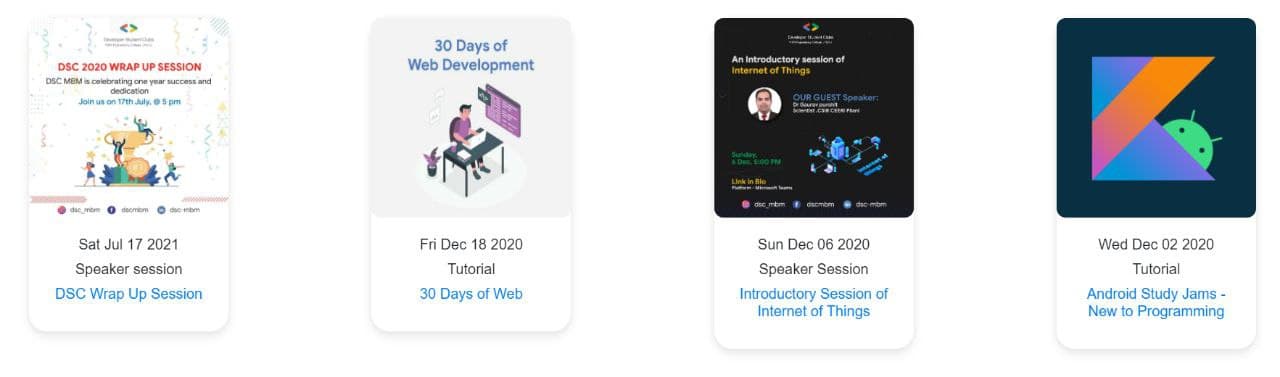 Developer Student Clubs
DSC 2020 WRAP UP SESSION
DSC MBM is celebrating one year success and
dedication
Join us on 17th July, @ 5 pm
dsc_mbm
dscmbm
dsc-mbm
Sat Jul 17 2021
Speaker session
DSC Wrap Up Session
30 Days of
Web Development
Fri Dec 18 2020
Tutorial
30 Days of Web
Developer Student Clubs
An Introductory session of
Internet of Things
OUR GUEST Speaker:
Dr Gaurav purohit
Scientist ,CSIR CEERI Pilani
Sunday,
6 Dec, 5:00 PM
Internet of
things
Link in Bio
Platform - Microsoft Teams
dsc_mbm
dscmbm
dsc-mbm
Sun Dec 06 2020
Speaker Session
Introductory Session of
Internet of Things
Wed Dec 02 2020
Tutorial
Android Study Jams -
New to Programming